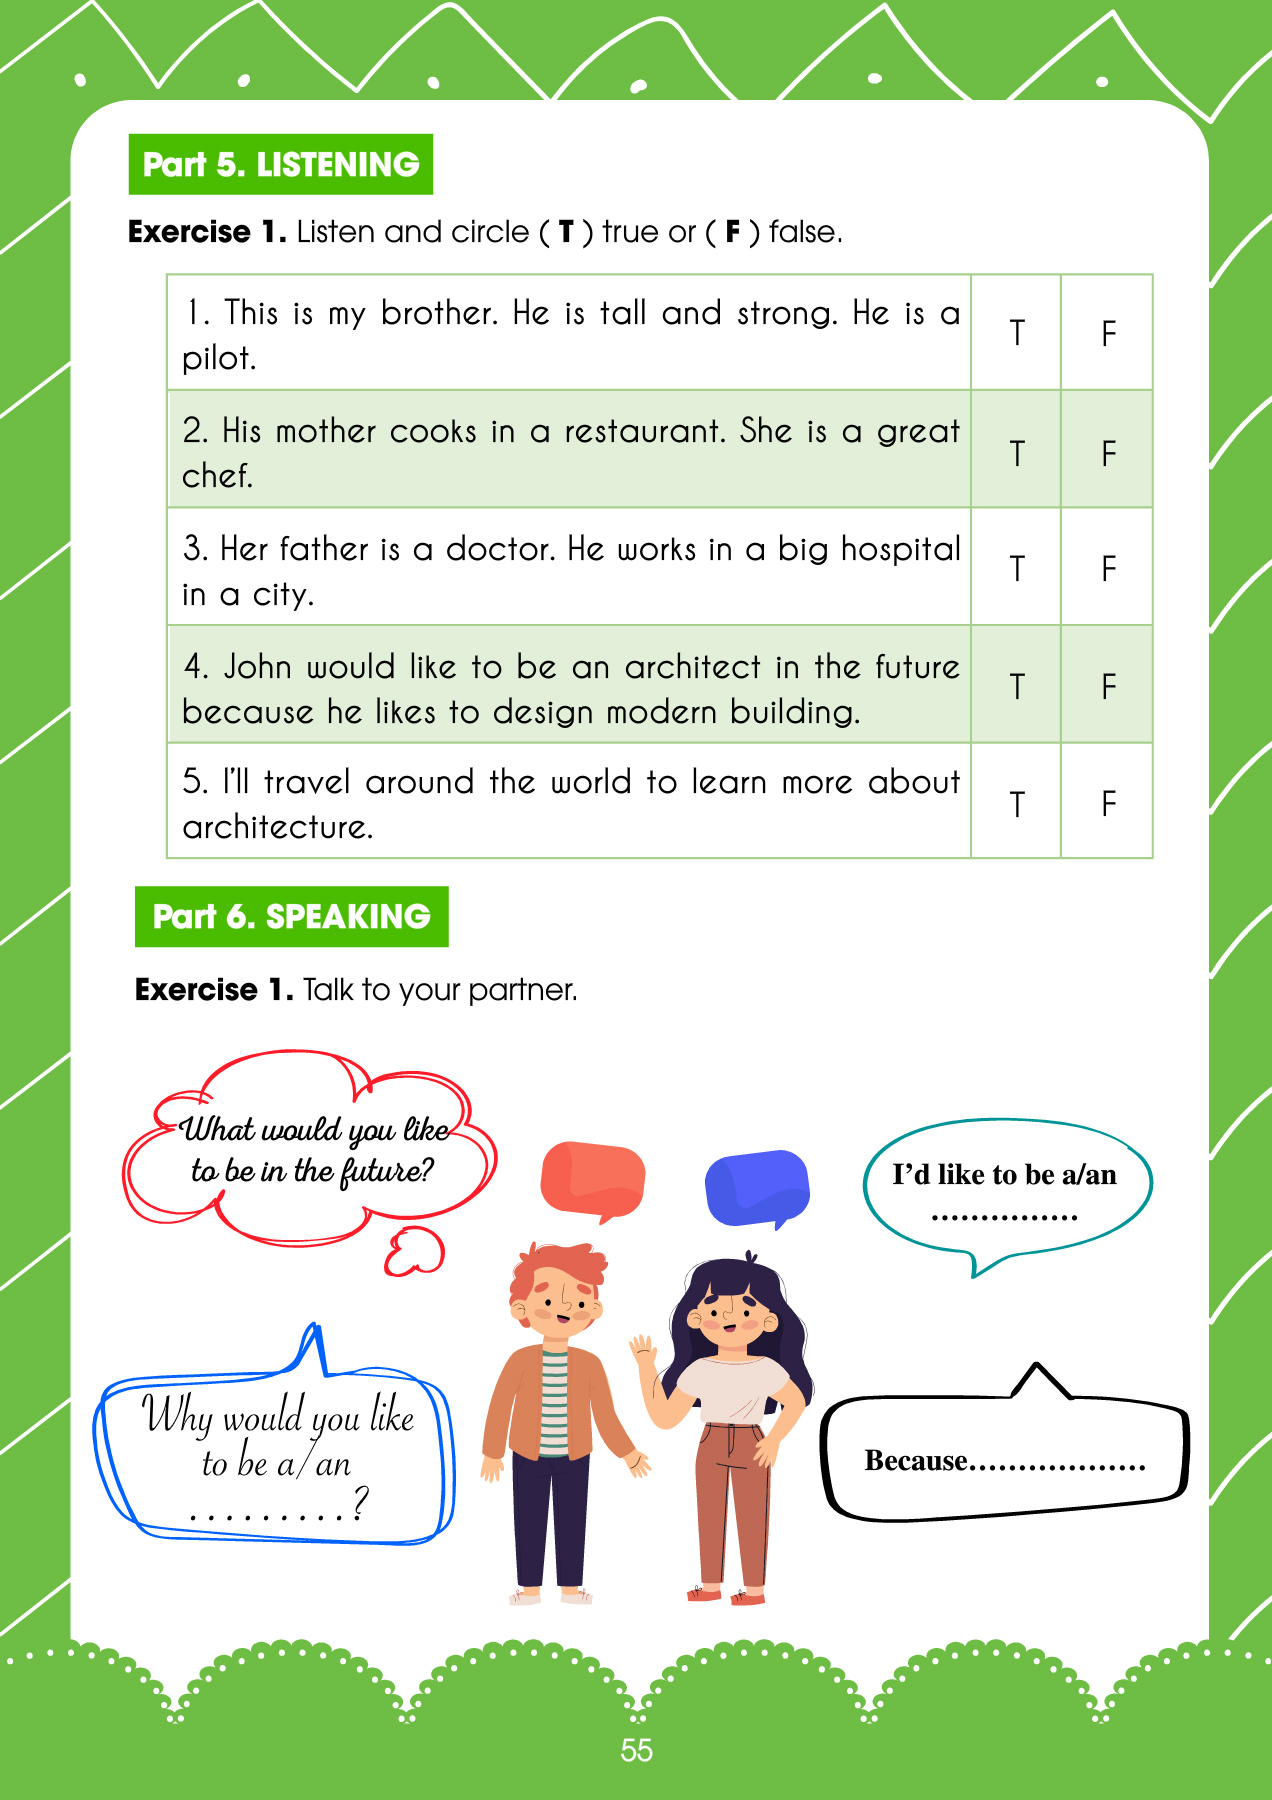 Part 5. LISTENING
Exercise 1. Listen and circle ( T ) true or ( F ) false.
1. This is my brother. He is tall and strong. He is a
pilot.
T
F
2. His mother cooks in a restaurant. She is a great
chef.
T
F
3. Her father is a doctor. He works in a big hospital
in a city.
T
F
4. John would like to be an architect in the future
because he likes to design modern building.
T
F
5. I'll travel around the world to learn more about
architecture.
T
F
Part 6. SPEAKING
Exercise 1. Talk to your partner.
What would you like
to be in the future?
I'd like to be a/an
...............
Why would you like
to be a/an
.........?
Because..................
55